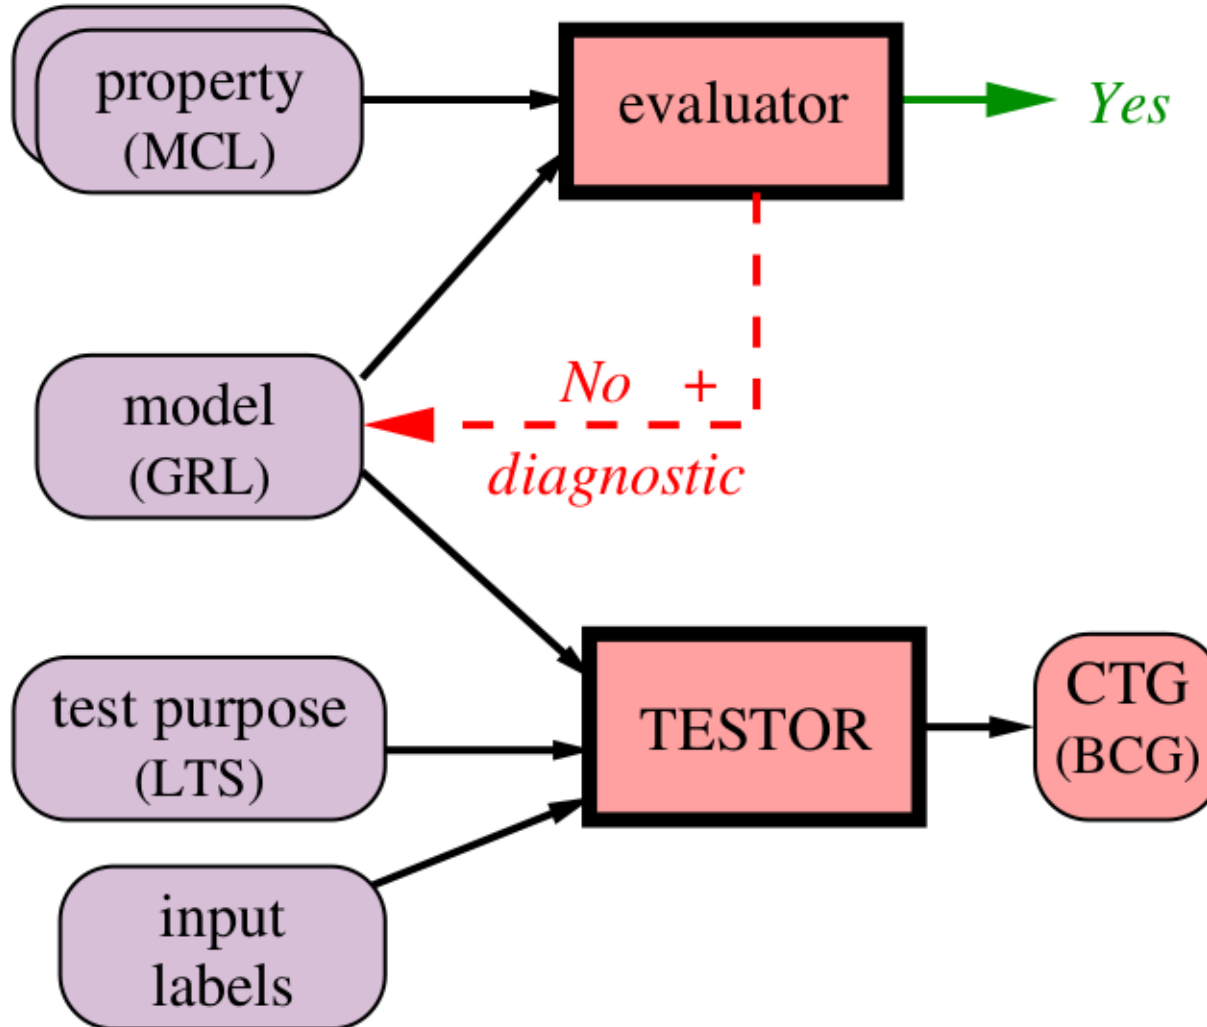 property
(MCL)
evaluator
Yes
model
(GRL)
No +
diagnostic
test purpose
(LTS)
TESTOR
CTG
(BCG)
input
labels